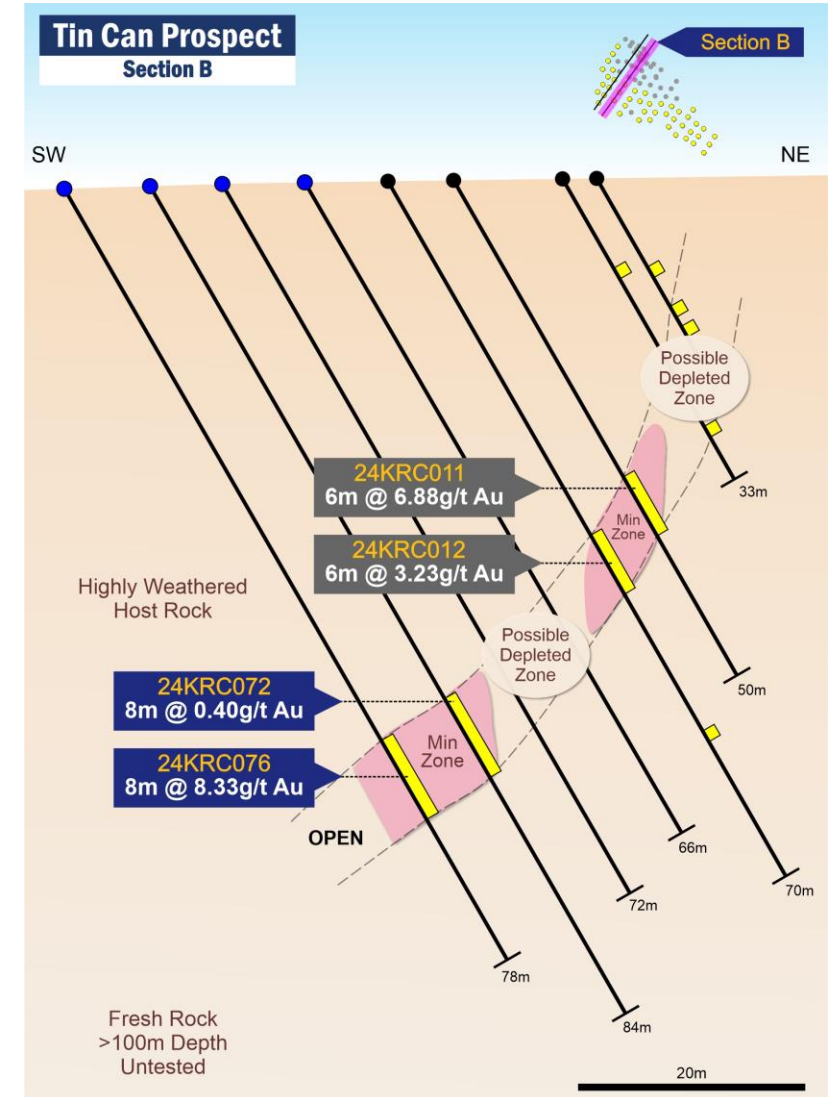 Tin Can Prospect
Section B
Section B
SW
NE
Possible
Depleted
Zone
24KRC011
6m @ 6.88g/t Au
33m
Min
Zone
24KRC012
6m @ 3.23g/t Au
Highly Weathered
Host Rock
Possible
Depleted
Zone
50m
24KRC072
8m @ 0.40g/t Au
Min
Zone
24KRC076
8m @ 8.33g/t Au
OPEN
66m
70m
72m
78m
84m
Fresh Rock
>100m Depth
Untested
20m